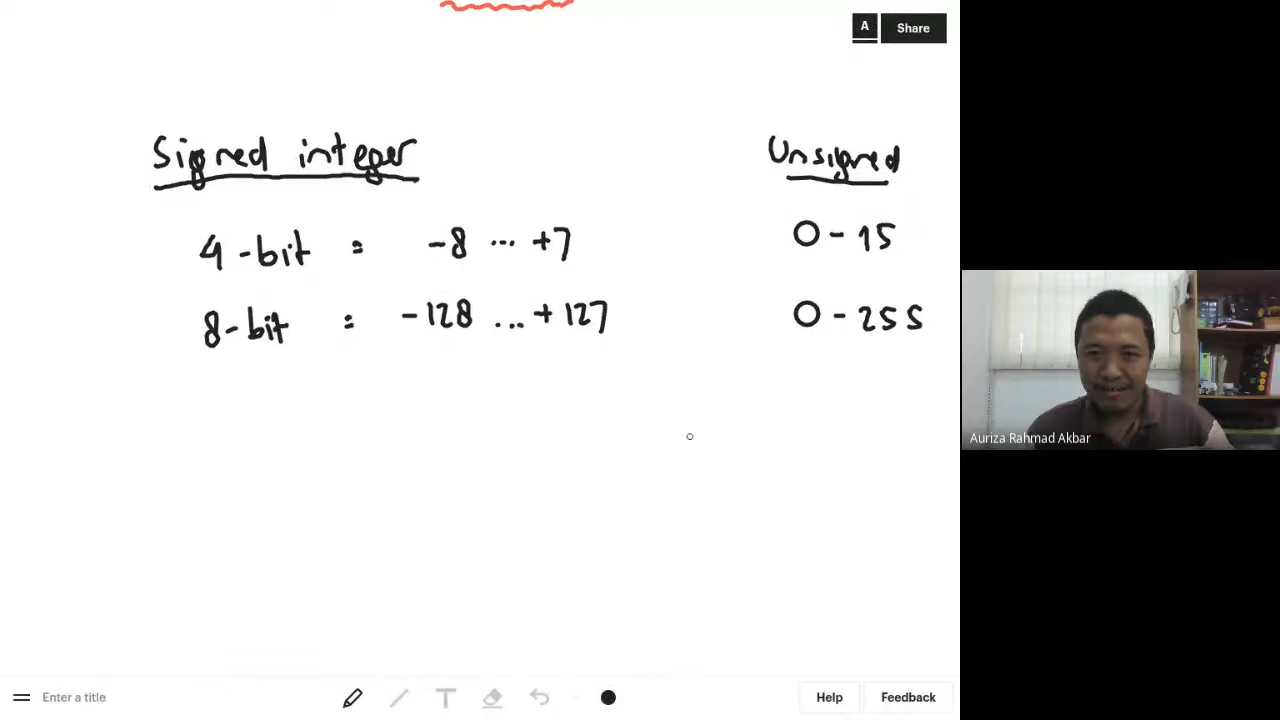 A Share
Signed integer
Unsigned
4-bit = -8 ... +7
0 - 15
8-bit = -128 ... +127
0 - 255
Auriza Rahmad Akbar
Enter a title
T
Help
Feedback